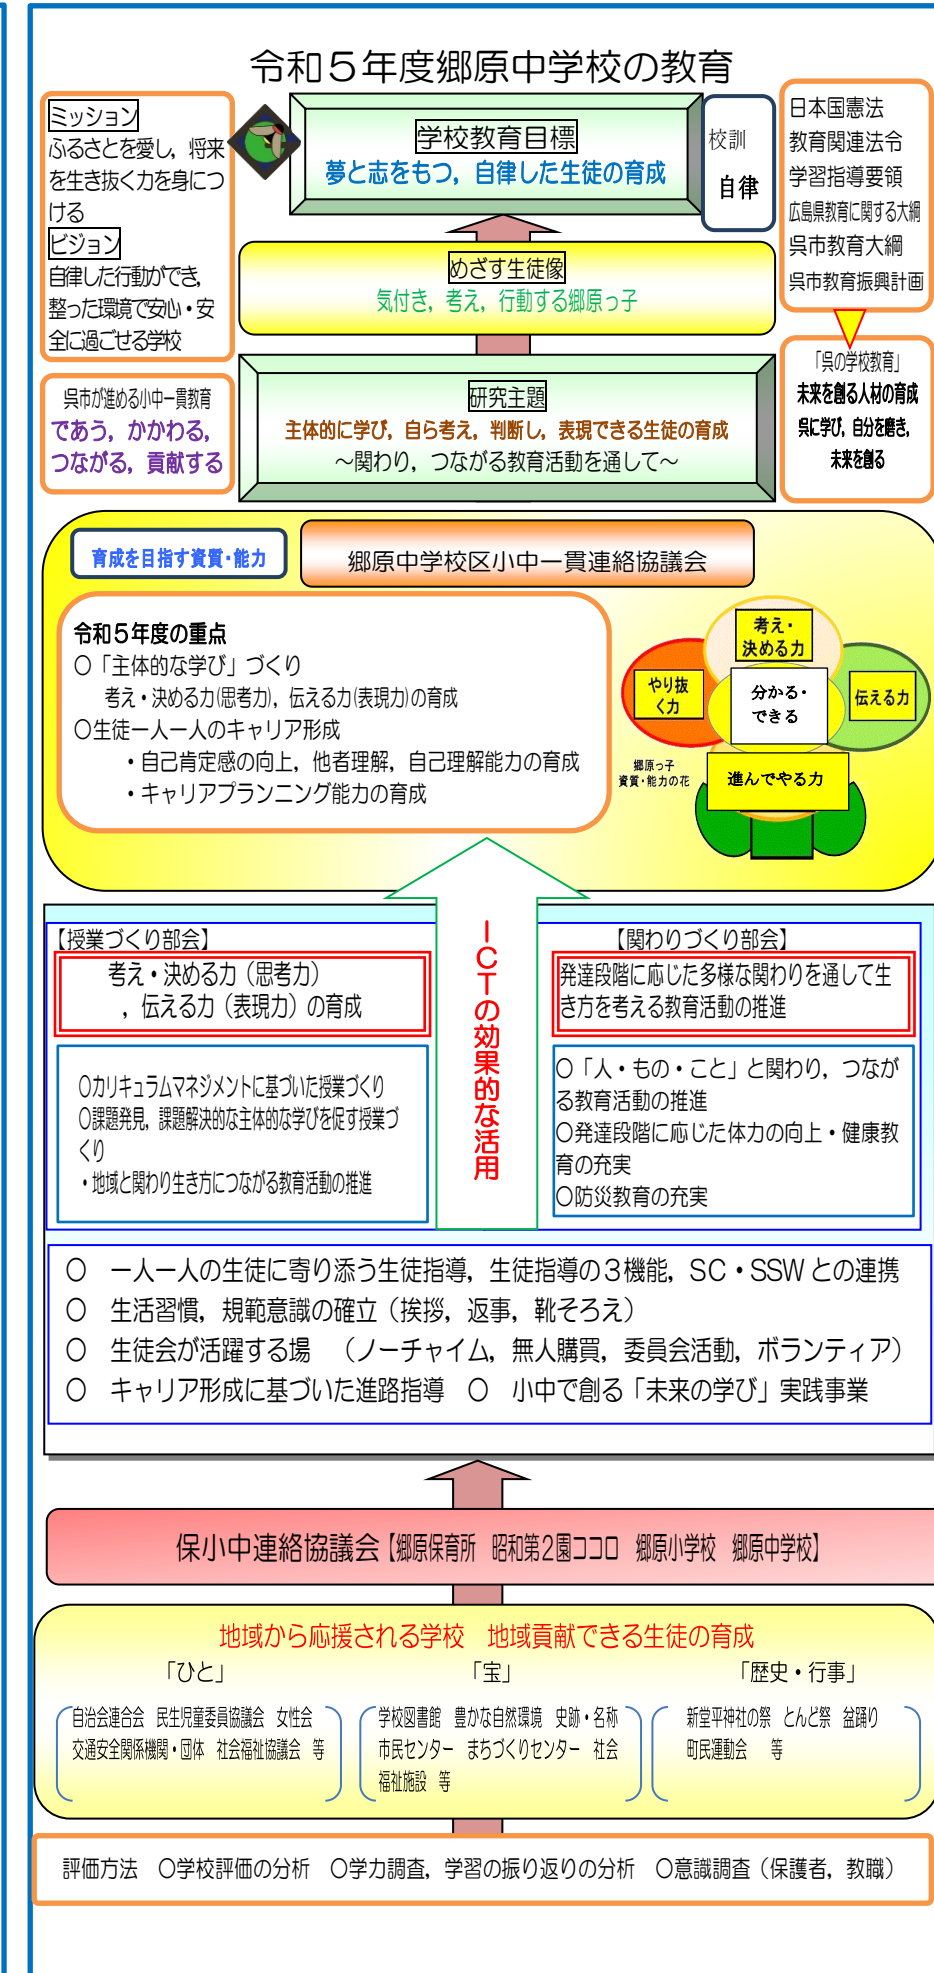 令和５年度郷原中学校の教育
ミッション
ふるさとを愛し，将来
を生き抜く力を身につ
ける
ビジョン
自律した行動ができ，
整った環境で安心・安
全に過ごせる学校
学校教育目標
夢と志をもつ，自律した生徒の育成
校訓
自律
日本国憲法
教育関連法令
学習指導要領
広島県教育に関する大綱
呉市教育大綱
呉市教育振興計画
めざす生徒像
気付き，考え，行動する郷原っ子
呉市が進める小中一貫教育
であう，かかわる，
つながる，貢献する
研究主題
主体的に学び，自ら考え，判断し，表現できる生徒の育成
～関わり，つながる教育活動を通して～
「呉の学校教育」
未来を創る人材の育成
呉に学び，自分を磨き，
未来を創る
育成を目指す資質・能力
郷原中学校区小中一貫連絡協議会
令和５年度の重点
〇「主体的な学び」づくり
考え・決める力(思考力)，伝える力(表現力)の育成
〇生徒一人一人のキャリア形成
・自己肯定感の向上，他者理解，自己理解能力の育成
・キャリアプランニング能力の育成
考え・
決める力
やり抜
く力
分かる・
できる
伝える力
進んでやる力
郷原っ子
資質・能力の花
ＩＣＴの効果的な活用
【授業づくり部会】
考え・決める力（思考力）
，伝える力（表現力）の育成
〇カリキュラムマネジメントに基づいた授業づくり
〇課題発見，課題解決的な主体的な学びを促す授業づ
くり
・地域と関わり生き方につながる教育活動の推進
【関わりづくり部会】
発達段階に応じた多様な関わりを通して生
き方を考える教育活動の推進
〇「人・もの・こと」と関わり，つなが
る教育活動の推進
〇発達段階に応じた体力の向上・健康教
育の充実
〇防災教育の充実
〇　一人一人の生徒に寄り添う生徒指導，生徒指導の３機能，SC・SSWとの連携
〇　生活習慣，規範意識の確立（挨拶，返事，靴そろえ）
〇　生徒会が活躍する場　（ノーチャイム，無人購買，委員会活動，ボランティア）
〇　キャリア形成に基づいた進路指導　〇　小中で創る「未来の学び」実践事業
保小中連絡協議会【郷原保育所　昭和第２園ココロ　郷原小学校　郷原中学校】
地域から応援される学校　地域貢献できる生徒の育成
「ひと」
自治会連合会　民生児童委員協議会　女性会
交通安全関係機関・団体　社会福祉協議会　等
「宝」
学校図書館　豊かな自然環境　史跡・名称
市民センター　まちづくりセンター　社会
福祉施設　等
「歴史・行事」
新堂平神社の祭　とんど祭　盆踊り
町民運動会　等
評価方法　〇学校評価の分析　〇学力調査，学習の振り返りの分析　〇意識調査（保護者，教職）